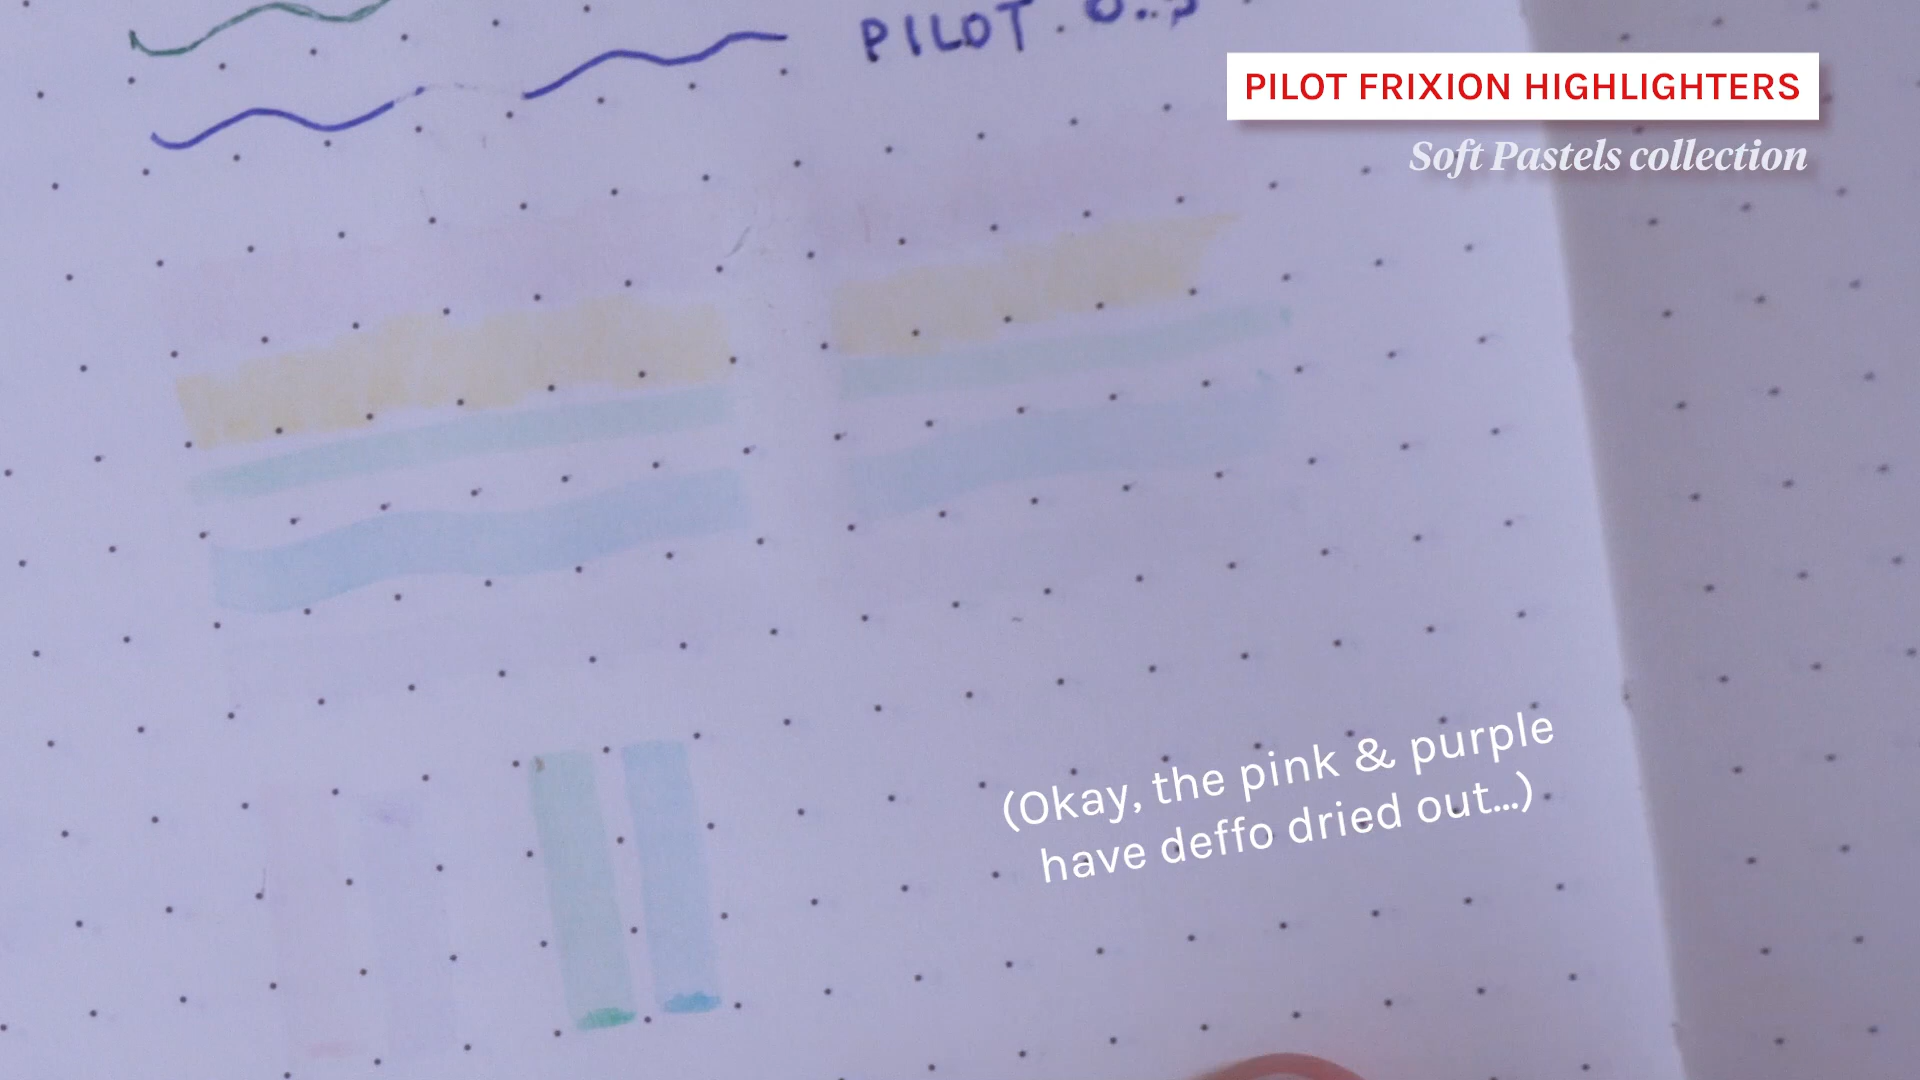 PILOT
PILOT FRIXION HIGHLIGHTERS
Soft Pastels collection
(Okay, the pink & purple
have deffo dried out...)